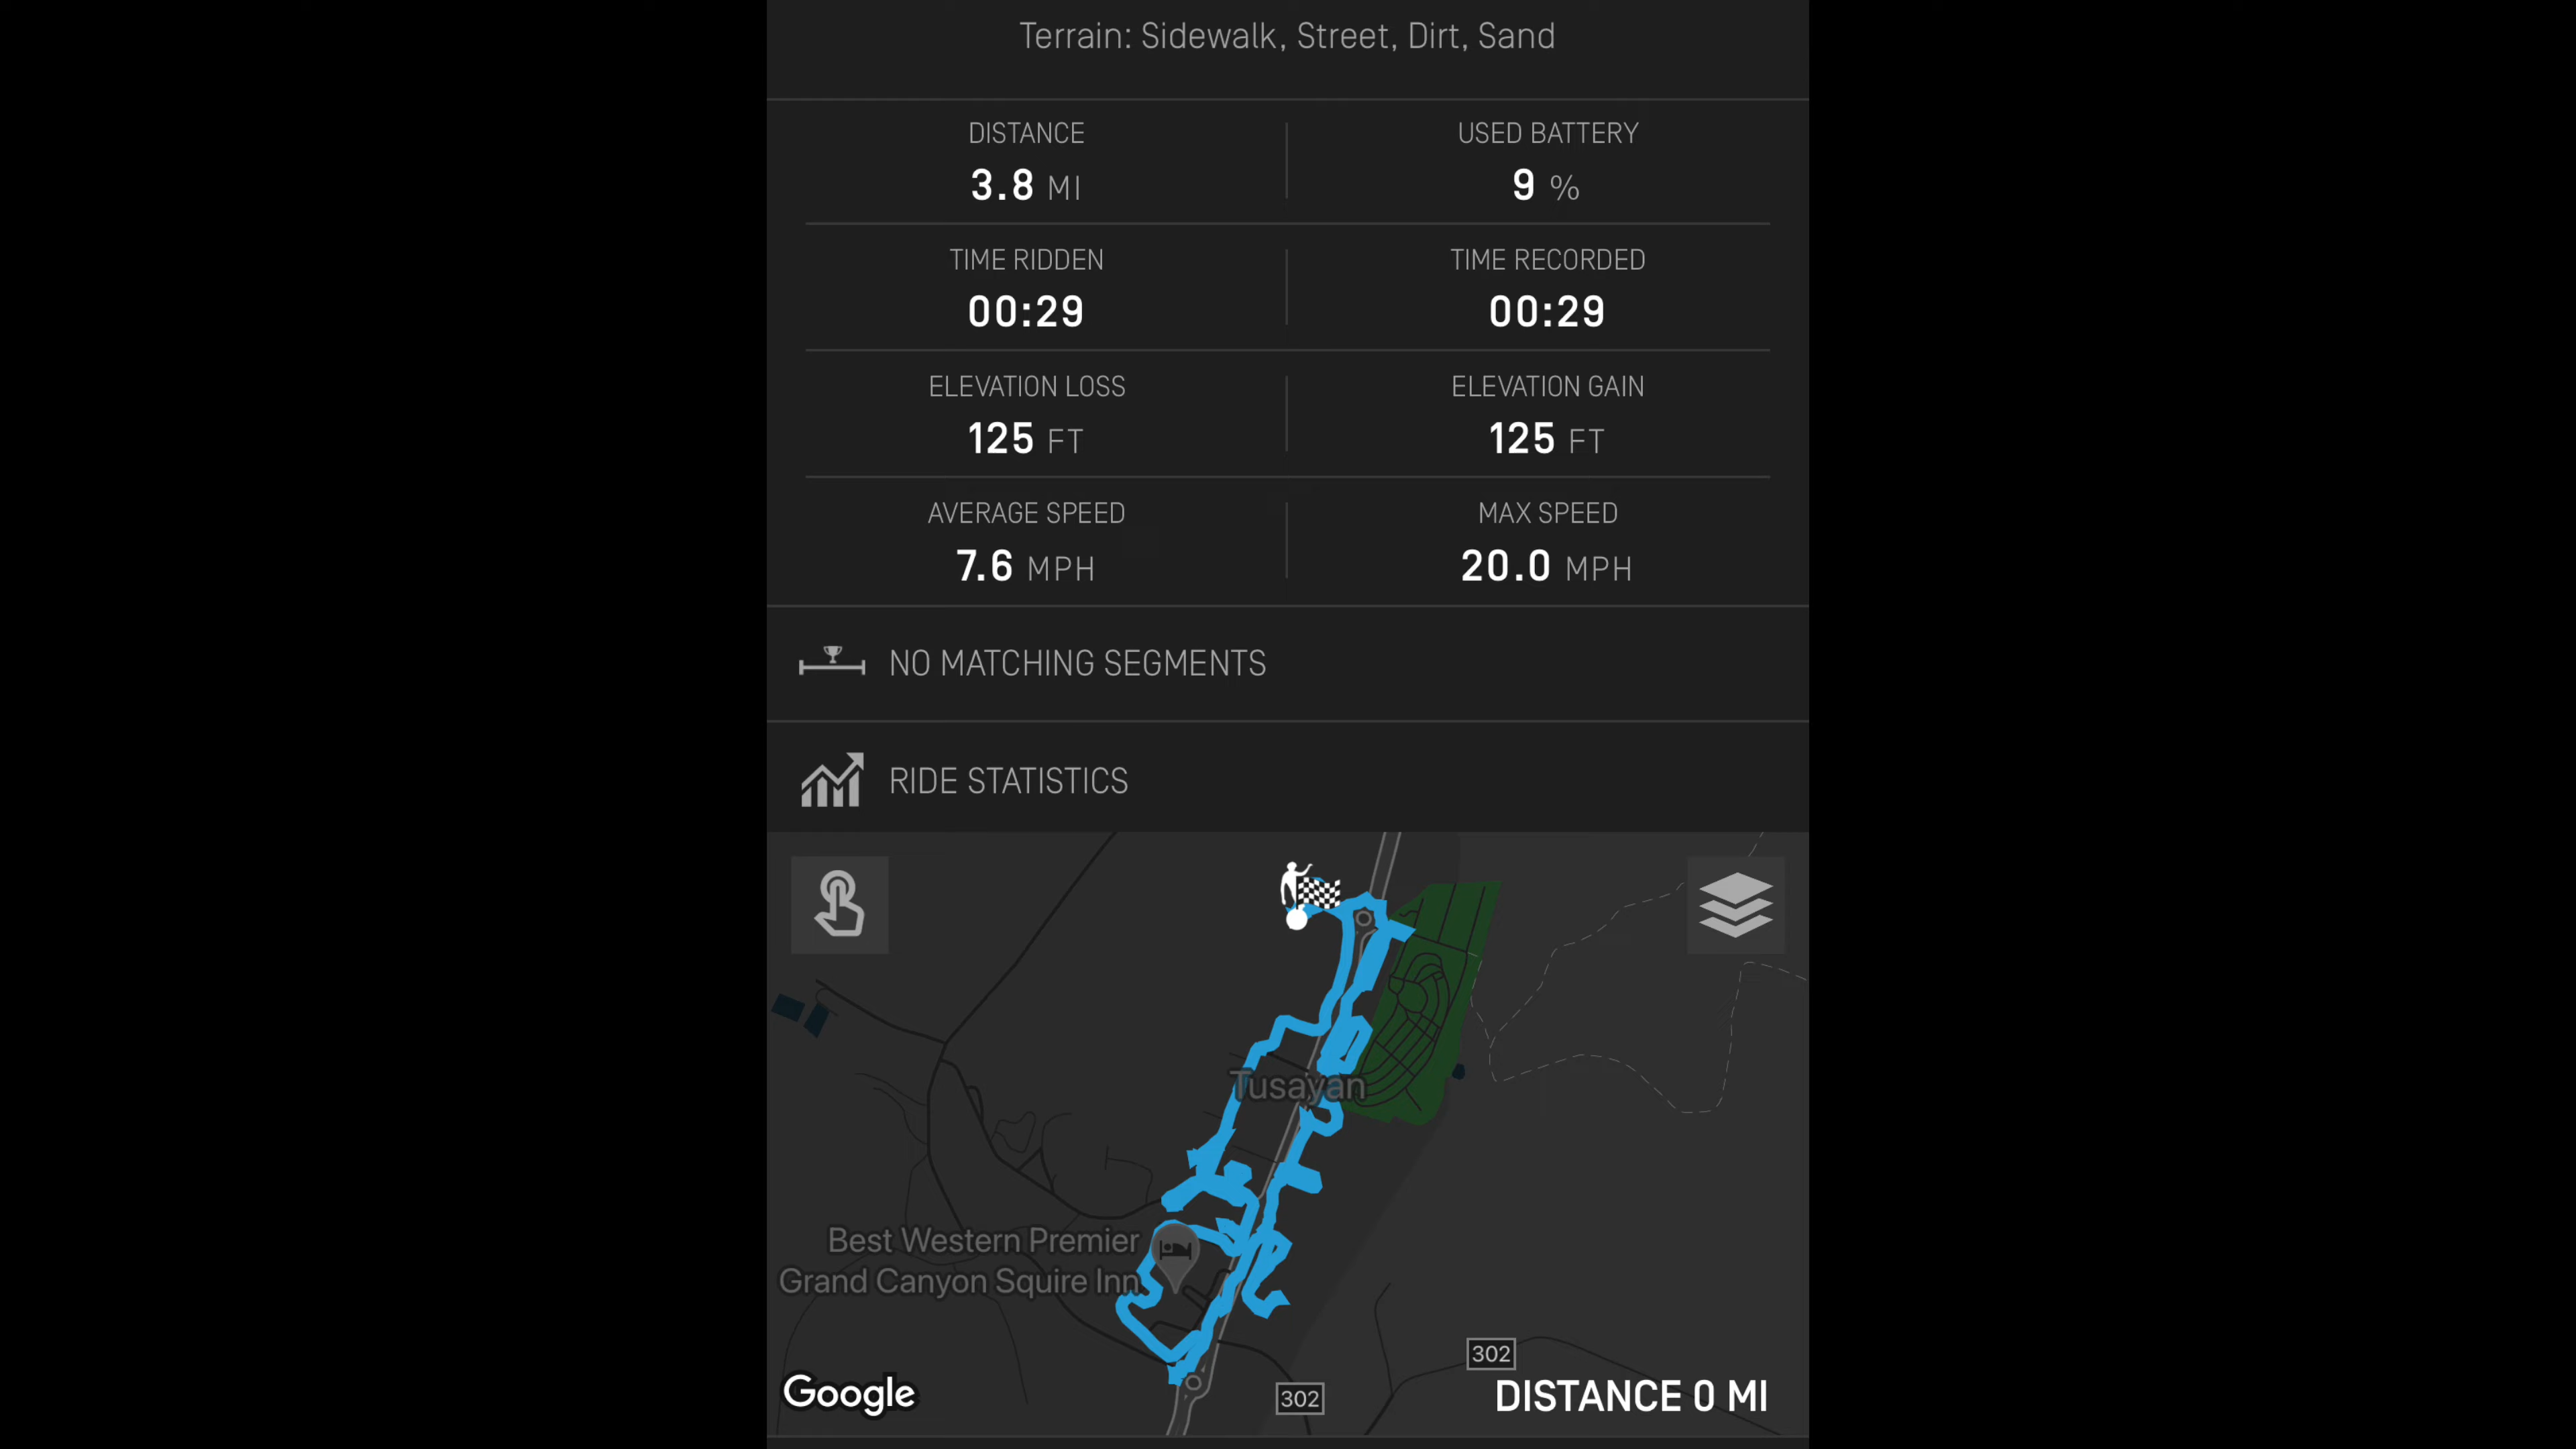 Terrain: Sidewalk, Street, Dirt, Sand
DISTANCE
3.8 MI
USED BATTERY
9 %
TIME RIDDEN
00:29
TIME RECORDED
00:29
ELEVATION LOSS
125 FT
ELEVATION GAIN
125 FT
AVERAGE SPEED
7.6 MPH
MAX SPEED
20.0 MPH
NO MATCHING SEGMENTS
RIDE STATISTICS
Tusayan
Best Western Premier
Grand Canyon Squire Inn
302
302
Google
DISTANCE 0 MI